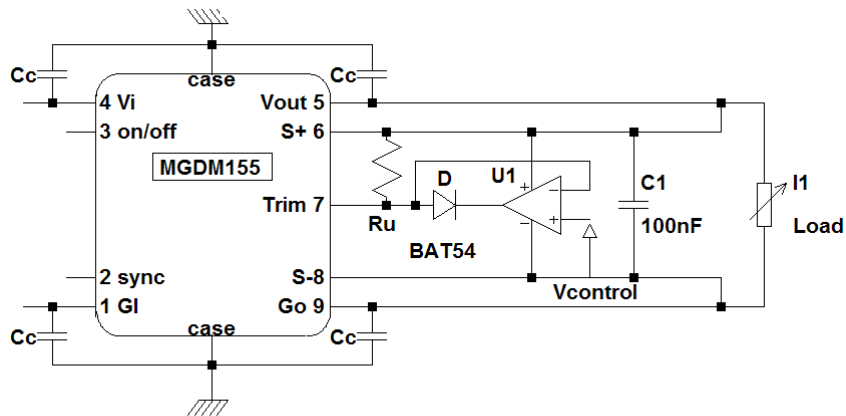 Cc
case
Cc
4 Vi
Vout 5
3 on/off
S+ 6
MGDM155
D
U1
C1
I1
Trim 7
Ru
100nF
Load
BAT54
2 sync
S-8
Vcontrol
1 GI
Go 9
Cc
case
Cc
+
-
-
+